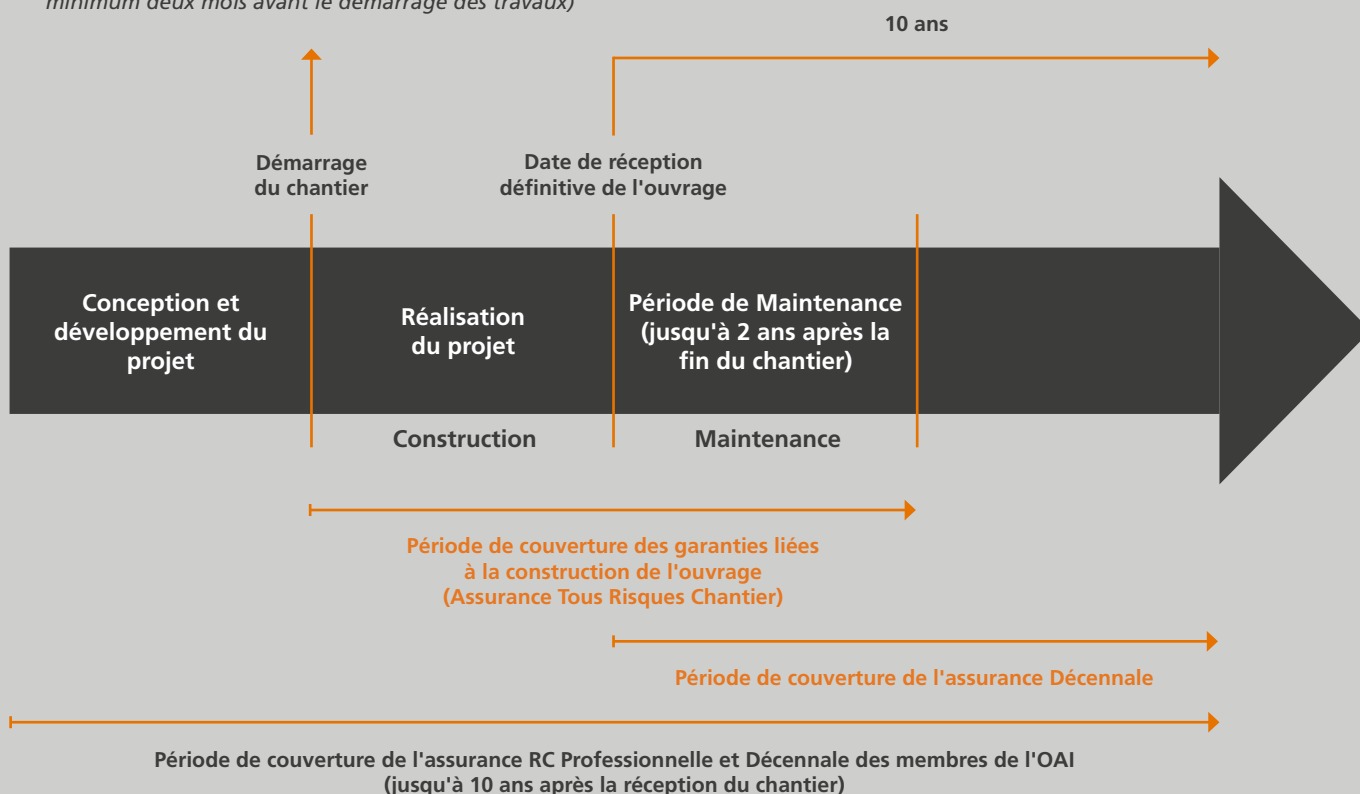 minimum deux mois avant le démarrage des travaux)
10 ans
Démarrage
du chantier
Date de réception
définitive de l'ouvrage
Conception et
développement du
projet
Réalisation
du projet
Période de Maintenance
(jusqu'à 2 ans après la
fin du chantier)
Construction
Maintenance
Période de couverture des garanties liées
à la construction de l'ouvrage
(Assurance Tous Risques Chantier)
Période de couverture de l'assurance Décennale
Période de couverture de l'assurance RC Professionnelle et Décennale des membres de l'OAI
(jusqu'à 10 ans après la réception du chantier)